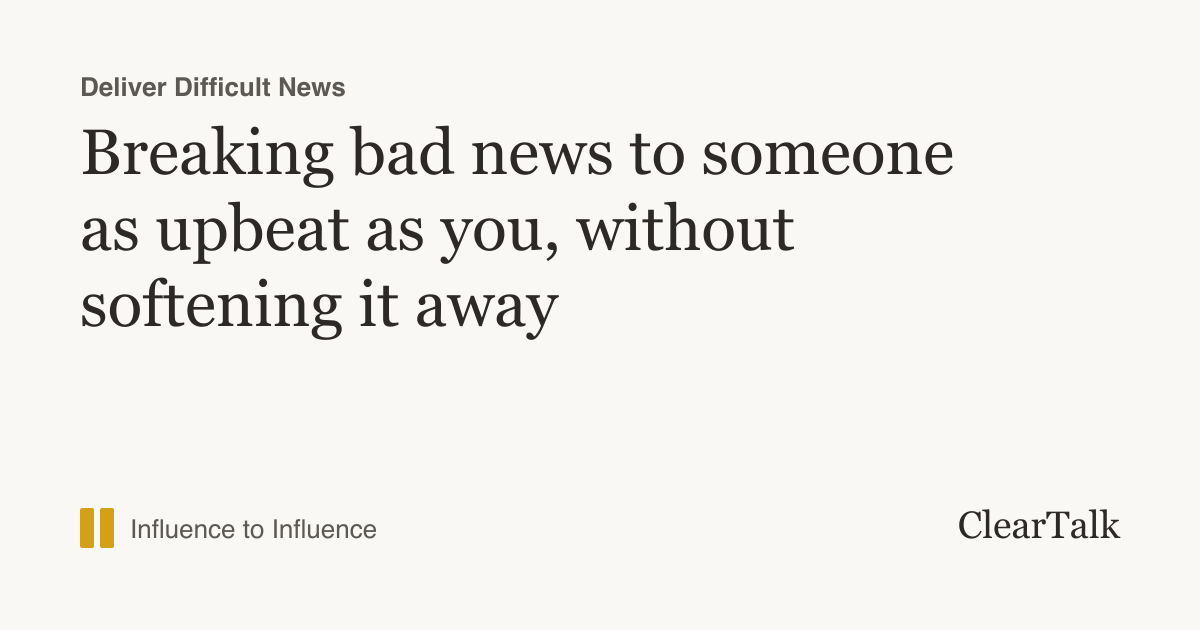 Deliver Difficult News
Breaking bad news to someone
as upbeat as you, without
softening it away
Influence to Influence
ClearTalk